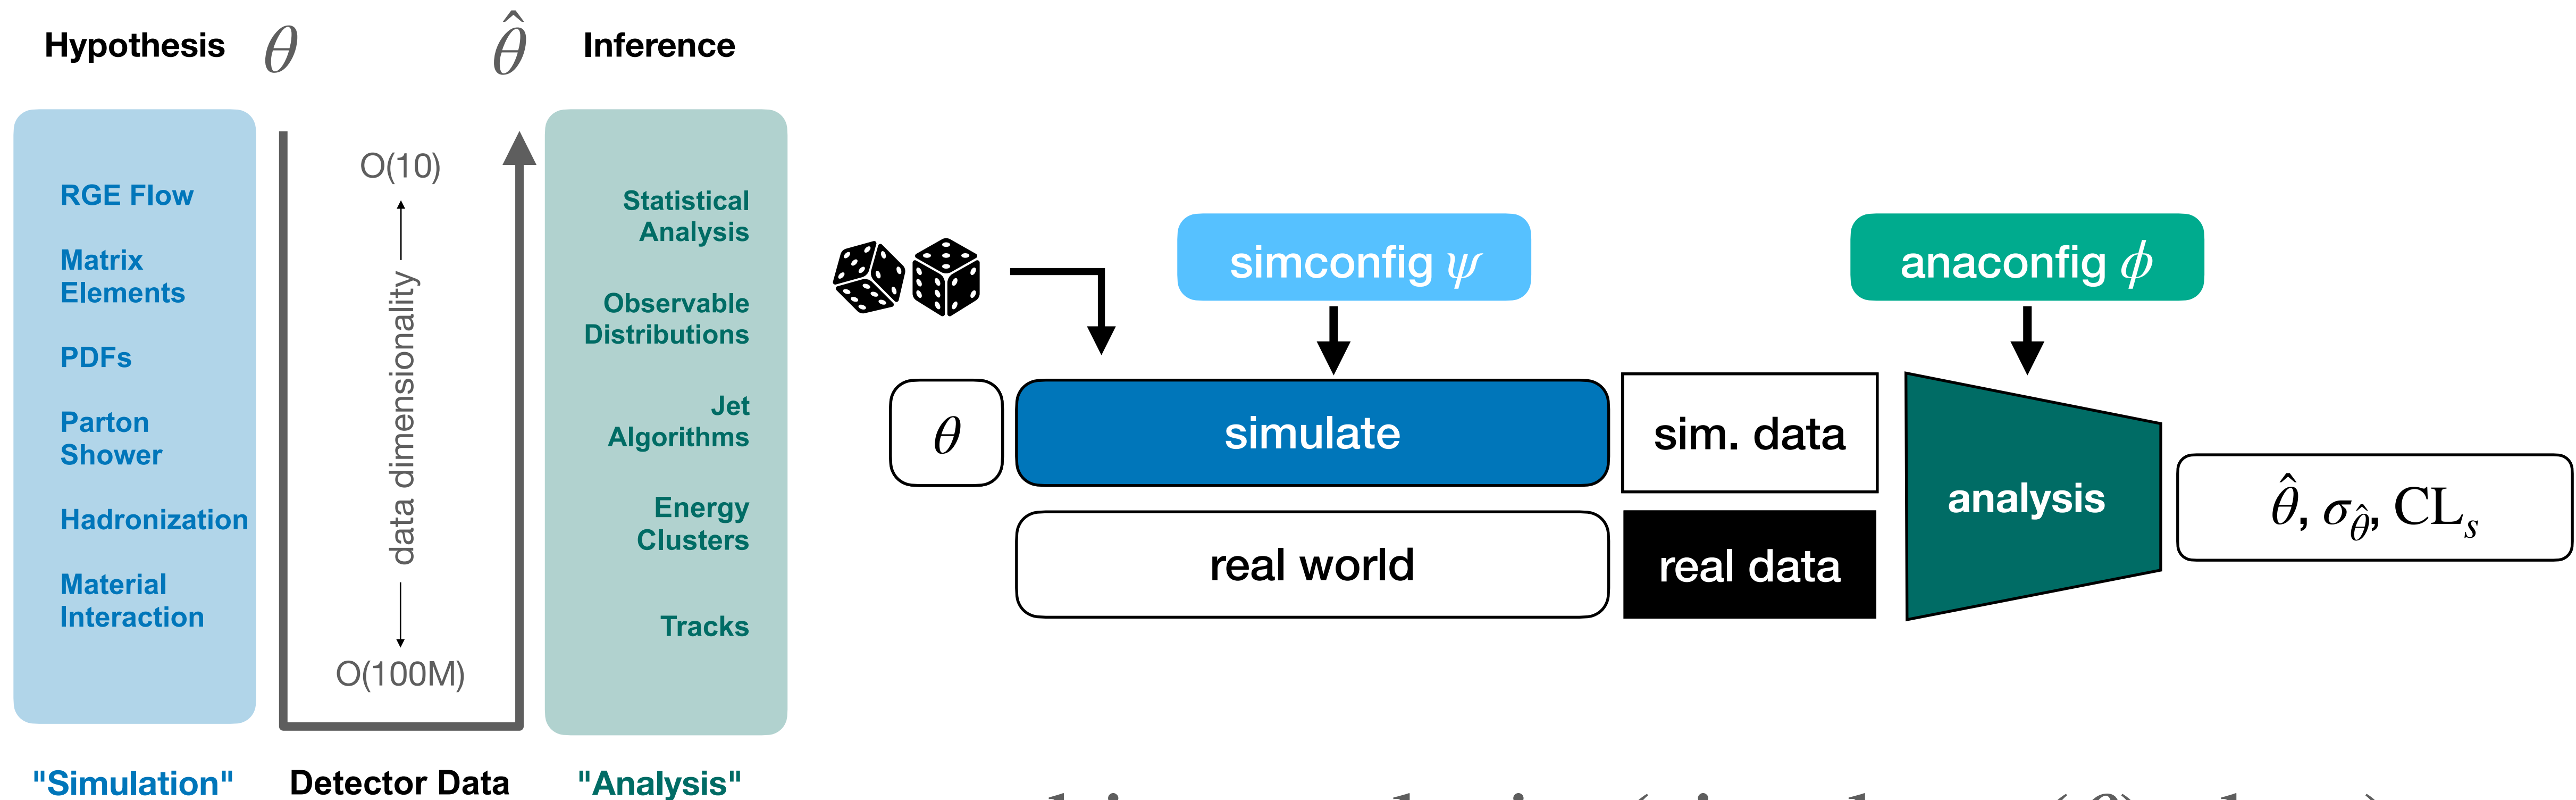 Hypothesis θ
θ̂ Inference
RGE Flow
Matrix
Elements
PDFs
Parton
Shower
Hadronization
Material
Interaction
"Simulation"
O(10)
data dimensionality
O(100M)
Detector Data
Statistical
Analysis
Observable
Distributions
Jet
Algorithms
Energy
Clusters
Tracks
"Analysis"
simconfig ψ
anaconfig ϕ
θ
simulate
sim. data
real world
real data
analysis
θ̂, σ_θ̂, CLₛ